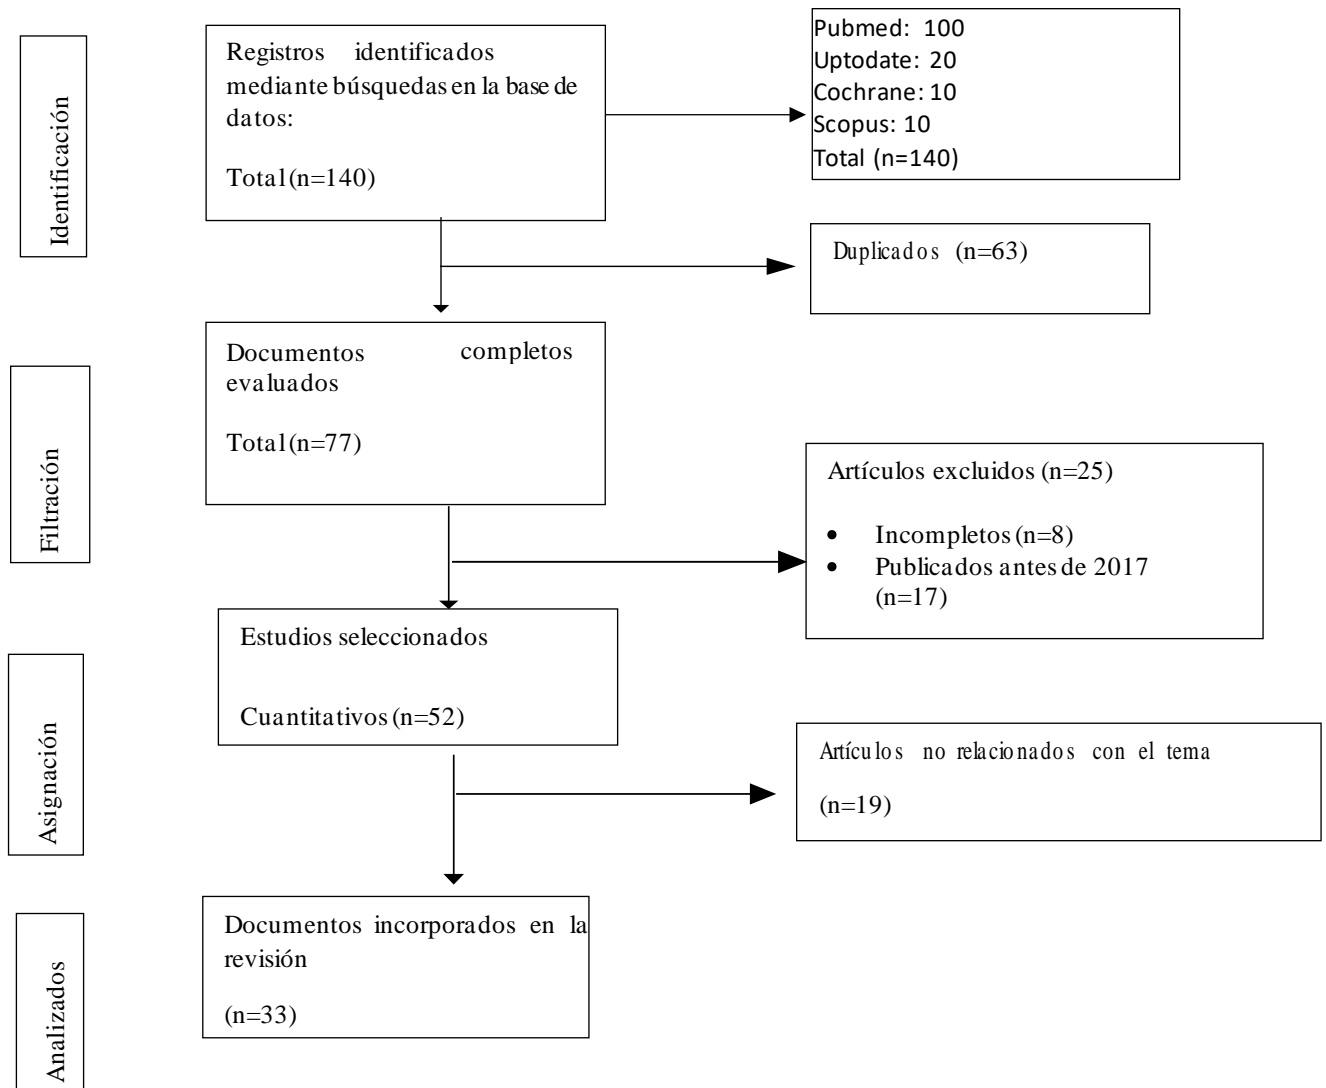 Identificación
Registros identificados
mediante búsquedas en la base de
datos:
Total (n=140)
Pubmed: 100
Uptodate: 20
Cochrane: 10
Scopus: 10
Total (n=140)
Duplicados (n=63)
Filtración
Documentos completos
evaluados
Total (n=77)
Artículos excluidos (n=25)
• Incompletos (n=8)
• Publicados antes de 2017
(n=17)
Asignación
Estudios seleccionados
Cuantitativos (n=52)
Artículos no relacionados con el tema
(n=19)
Analizados
Documentos incorporados en la
revisión
(n=33)